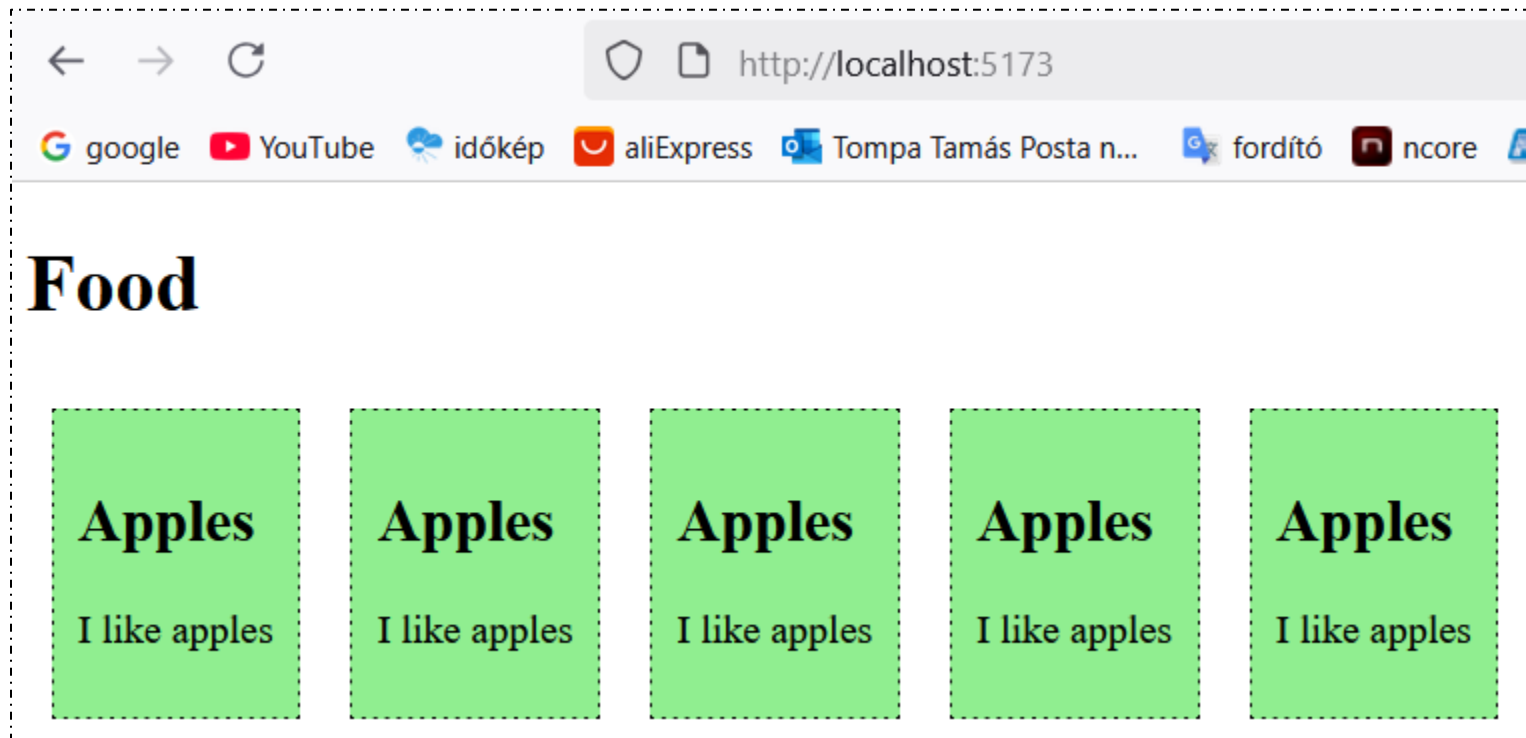 http://localhost:5173
google YouTube időkép aliExpress Tompa Tamás Posta n... fordító ncore
Food
Apples Apples Apples Apples Apples
I like apples I like apples I like apples I like apples I like apples